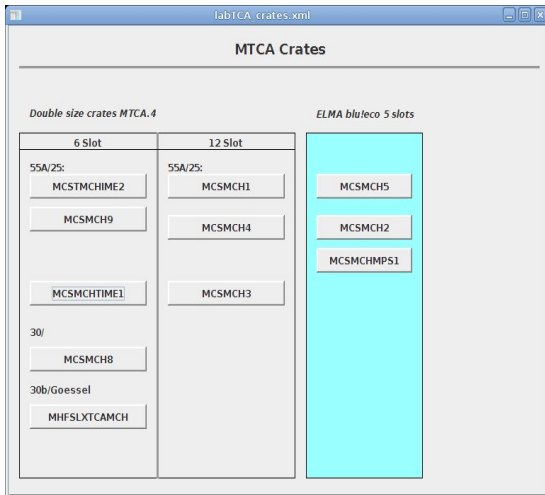 labTCA_crates.xml
MTCA Crates
Double size crates MTCA.4
ELMA blu!eco 5 slots
6 Slot
12 Slot
55A/25:
55A/25:
MCSTMCHIME2
MCSMCH1
MCSMCH5
MCSMCH9
MCSMCH4
MCSMCH2
MCSMCHMPS1
MCSMCHTIME1
MCSMCH3
30/
MCSMCH8
30b/Goessel
MHFSLXTCAMCH